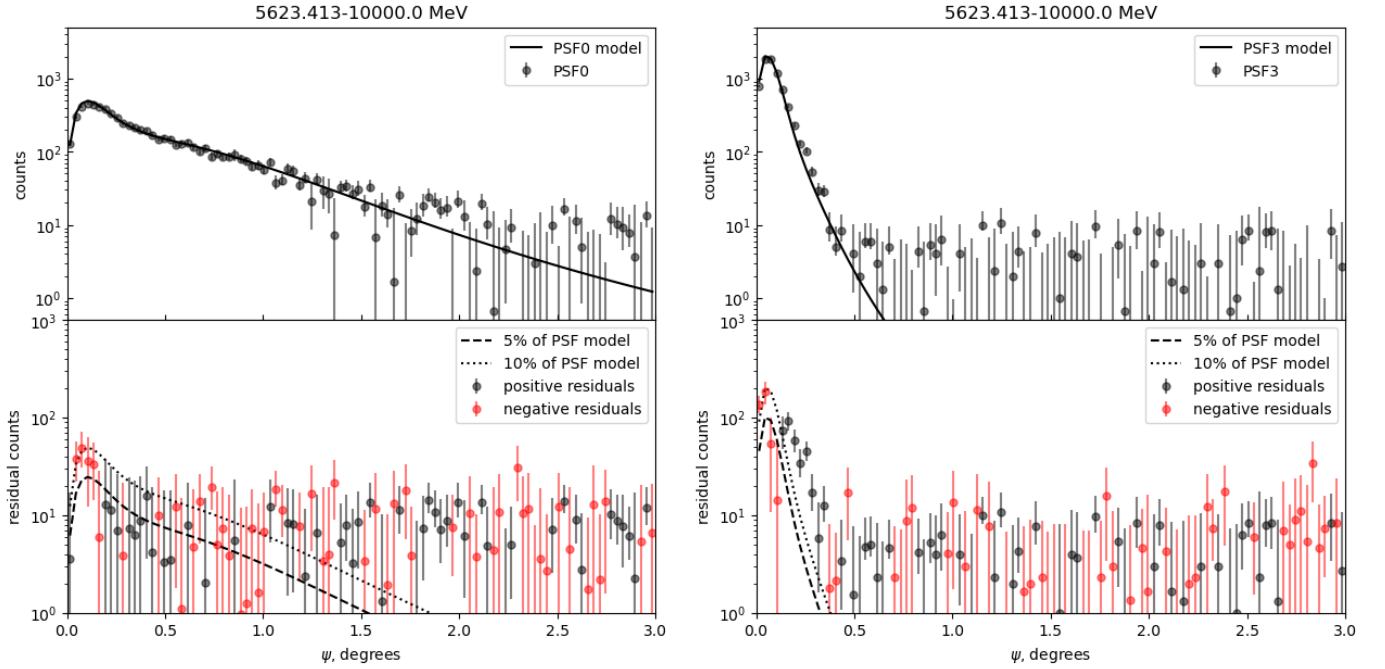 5623.413-10000.0 MeV
PSF0 model
PSF0
counts
10³
10²
10¹
10⁰
5% of PSF model
10% of PSF model
positive residuals
negative residuals
residual counts
10³
10²
10¹
10⁰
0.0 0.5 1.0 1.5 2.0 2.5 3.0
ψ, degrees
5623.413-10000.0 MeV
PSF3 model
PSF3
counts
10³
10²
10¹
10⁰
5% of PSF model
10% of PSF model
positive residuals
negative residuals
residual counts
10³
10²
10¹
10⁰
0.0 0.5 1.0 1.5 2.0 2.5 3.0
ψ, degrees